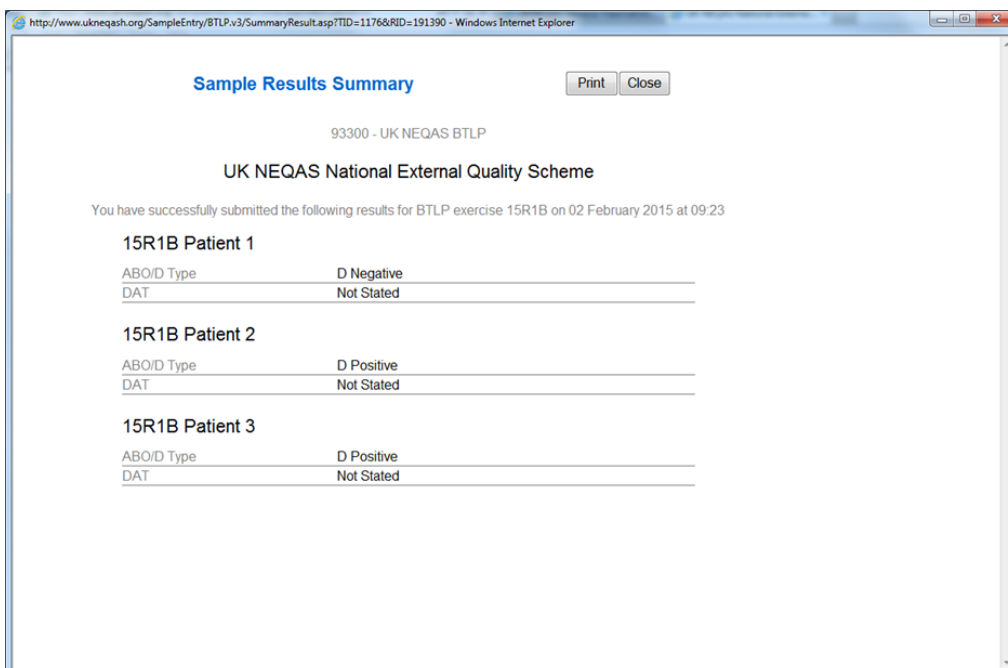 http://www.ukneqash.org/SampleEntry/BTLP.v3/SummaryResult.asp?TID=1176&RID=191390 - Windows Internet Explorer
Sample Results Summary Print Close
93300 - UK NEQAS BTLP
UK NEQAS National External Quality Scheme
You have successfully submitted the following results for BTLP exercise 15R1B on 02 February 2015 at 09:23
15R1B Patient 1
ABO/D Type D Negative
DAT Not Stated
15R1B Patient 2
ABO/D Type D Positive
DAT Not Stated
15R1B Patient 3
ABO/D Type D Positive
DAT Not Stated